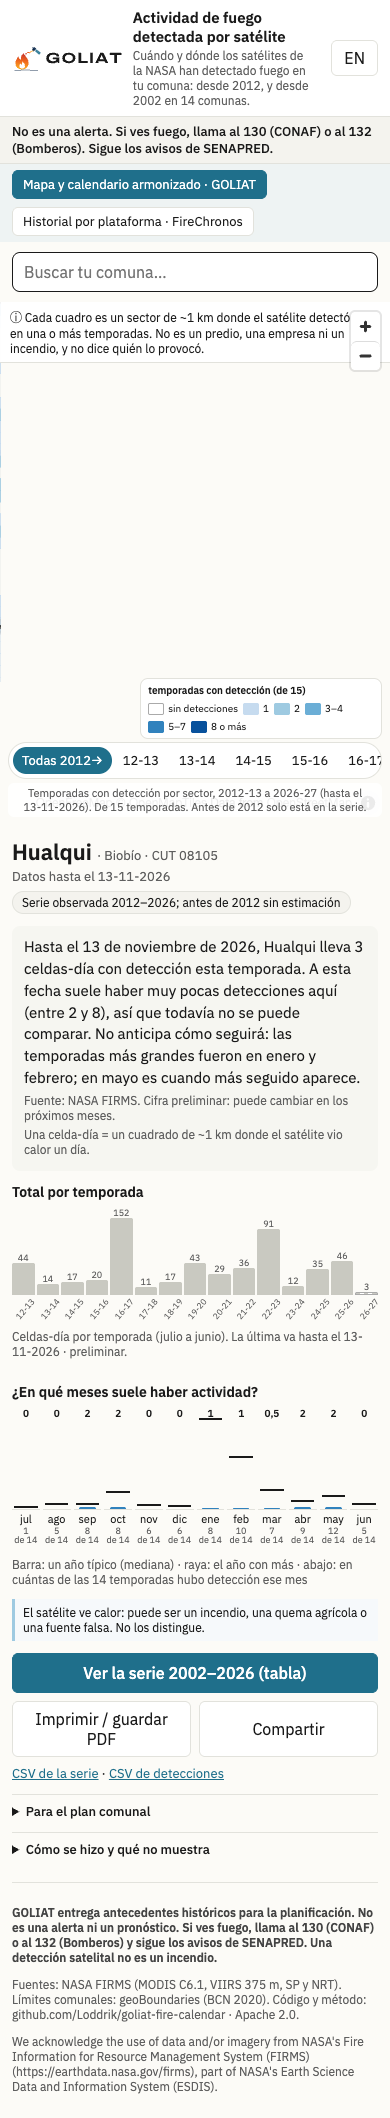 GOLIAT
Actividad de fuego
detectada por satélite
Cuándo y dónde los satélites de
la NASA han detectado fuego en
tu comuna: desde 2012, y desde
2002 en 14 comunas.
EN
No es una alerta. Si ves fuego, llama al 130 (CONAF) o al 132
(Bomberos). Sigue los avisos de SENAPRED.
Mapa y calendario armonizado · GOLIAT
Historial por plataforma · FireChronos
Buscar tu comuna...
ⓘ Cada cuadro es un sector de ~1 km donde el satélite detectó
en una o más temporadas. No es un predio, una empresa ni un
incendio, y no dice quién lo provocó.
+
−
temporadas con detección (de 15)
sin detecciones 1 2 3–4
5–7 8 o más
Todas 2012→ 12-13 13-14 14-15 15-16 16-17
Temporadas con detección por sector, 2012-13 a 2026-27 (hasta el
13-11-2026). De 15 temporadas. Antes de 2012 solo está en la serie.
Hualqui · Biobío · CUT 08105
Datos hasta el 13-11-2026
Serie observada 2012–2026; antes de 2012 sin estimación
Hasta el 13 de noviembre de 2026, Hualqui lleva 3
celdas-día con detección esta temporada. A esta
fecha suele haber muy pocas detecciones aquí
(entre 2 y 8), así que todavía no se puede
comparar. No anticipa cómo seguirá: las
temporadas más grandes fueron en enero y
febrero; en mayo es cuando más seguido aparece.
Fuente: NASA FIRMS. Cifra preliminar: puede cambiar en los
próximos meses.
Una celda-día = un cuadrado de ~1 km donde el satélite vio
calor un día.
Total por temporada
44 14 17 20 152 11 17 43 29 36 91 12 35 46 3
12-13 13-14 14-15 15-16 16-17 17-18 18-19 19-20 20-21 21-22 22-23 23-24 24-25 25-26 26-27
Celdas-día por temporada (julio a junio). La última va hasta el 13-
11-2026 · preliminar.
¿En qué meses suele haber actividad?
0 0 2 2 0 0 1 1 0,5 2 2 0
jul ago sep oct nov dic ene feb mar abr may jun
1 5 8 8 6 6 8 10 7 9 12 5
de 14 de 14 de 14 de 14 de 14 de 14 de 14 de 14 de 14 de 14 de 14 de 14
Barra: un año típico (mediana) · raya: el año con más · abajo: en
cuántas de las 14 temporadas hubo detección ese mes
El satélite ve calor: puede ser un incendio, una quema agrícola o
una fuente falsa. No los distingue.
Ver la serie 2002–2026 (tabla)
Imprimir / guardar
PDF
Compartir
CSV de la serie · CSV de detecciones
▶ Para el plan comunal
▶ Cómo se hizo y qué no muestra
GOLIAT entrega antecedentes históricos para la planificación. No
es una alerta ni un pronóstico. Si ves fuego, llama al 130 (CONAF)
o al 132 (Bomberos) y sigue los avisos de SENAPRED. Una
detección satelital no es un incendio.
Fuentes: NASA FIRMS (MODIS C6.1, VIIRS 375 m, SP y NRT).
Límites comunales: geoBoundaries (BCN 2020). Código y método:
github.com/Loddrik/goliat-fire-calendar · Apache 2.0.
We acknowledge the use of data and/or imagery from NASA's Fire
Information for Resource Management System (FIRMS)
(https://earthdata.nasa.gov/firms), part of NASA's Earth Science
Data and Information System (ESDIS).